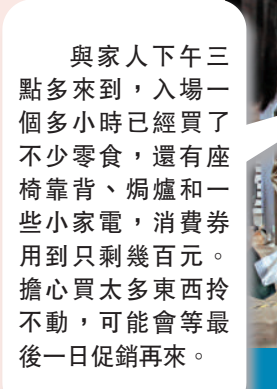 與家人下午三
點多來到，入場一
個多小時已經買了
不少零食，還有座
椅靠背、焗爐和一
些小家電，消費券
用到只剩幾百元。
擔心買太多東西拎
不動，可能會等最
後一日促銷再來。